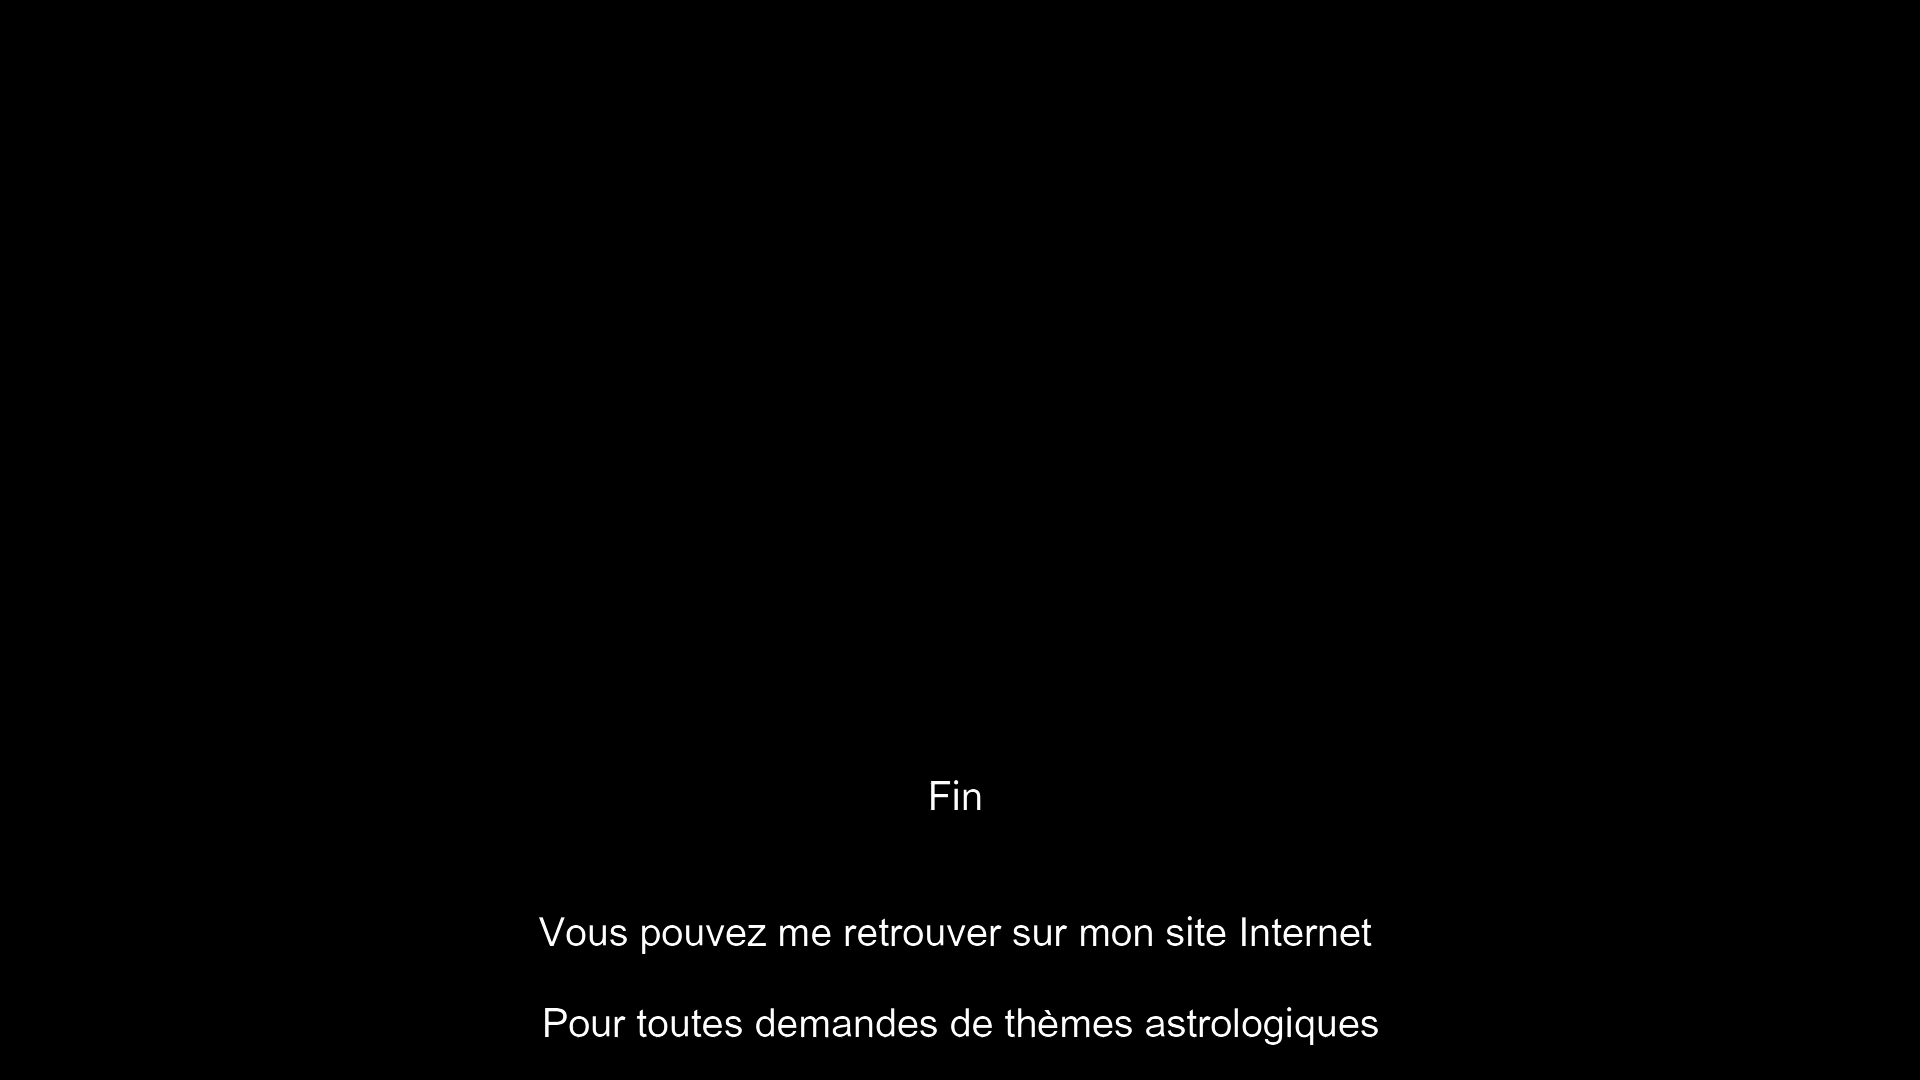 Fin
Vous pouvez me retrouver sur mon site Internet
Pour toutes demandes de thèmes astrologiques